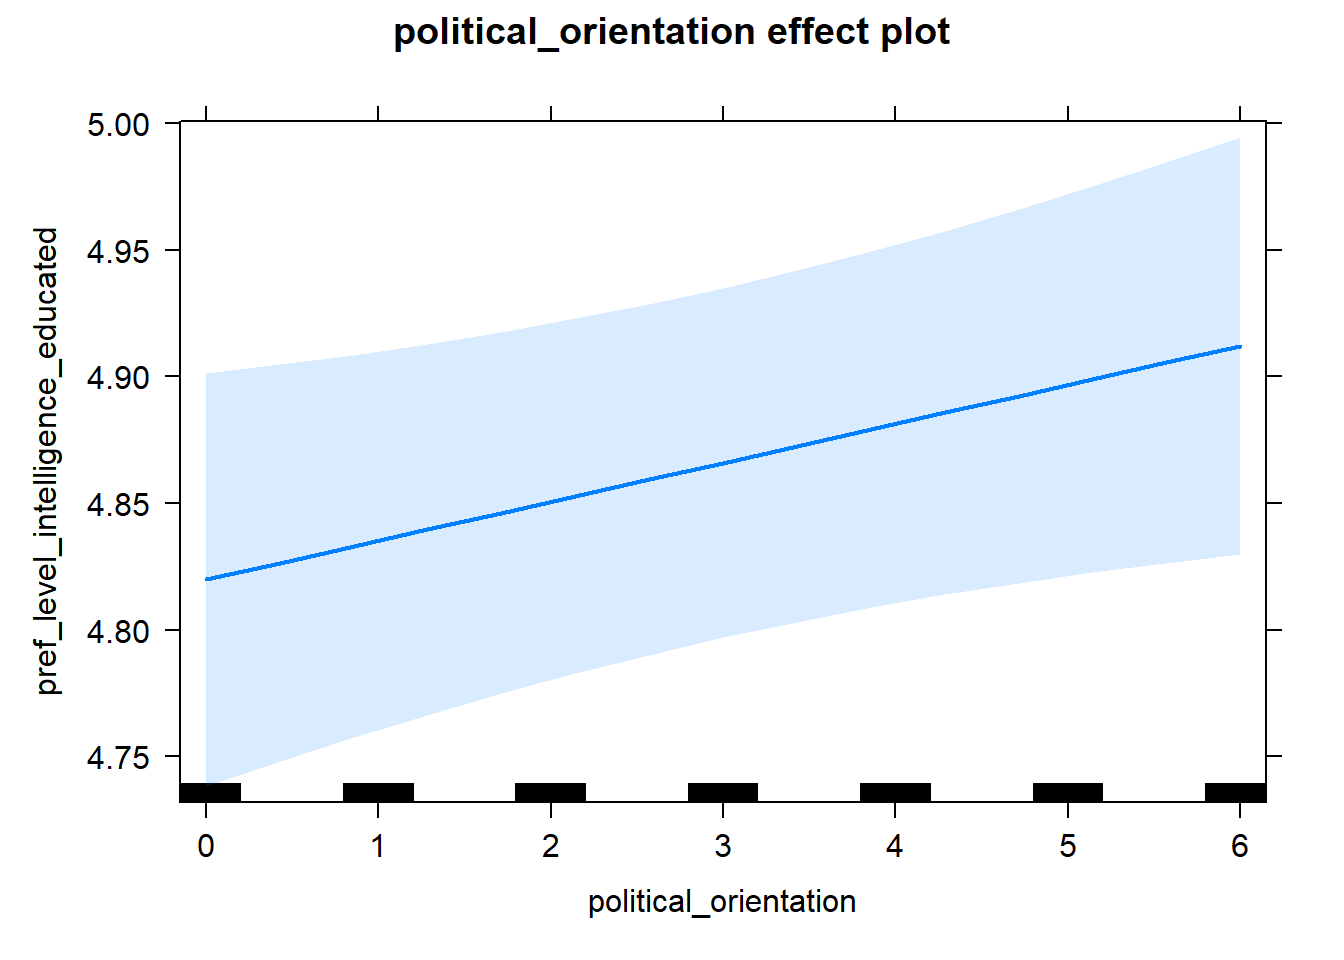 political_orientation effect plot
5.00
4.95
4.90
4.85
4.80
4.75
pref_level_intelligence_educated
0 1 2 3 4 5 6
political_orientation